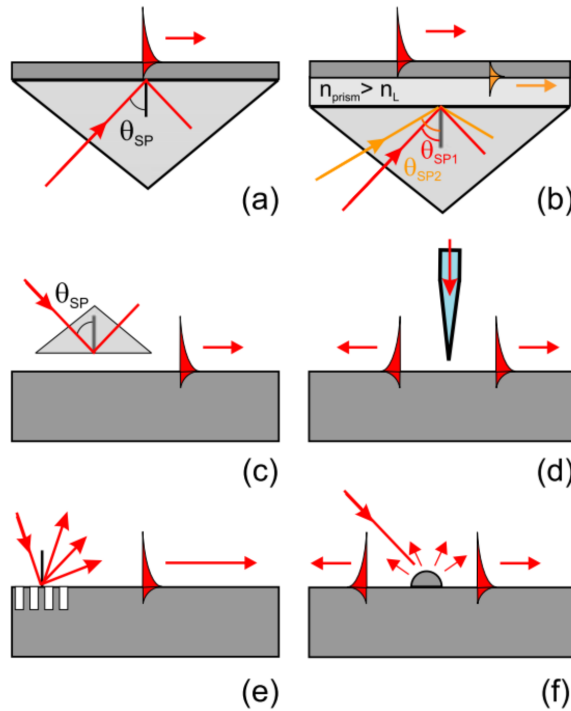 θSP
(a)
nprism> nL
θSP1
θSP2
(b)
θSP
(c)
(d)
(e)
(f)